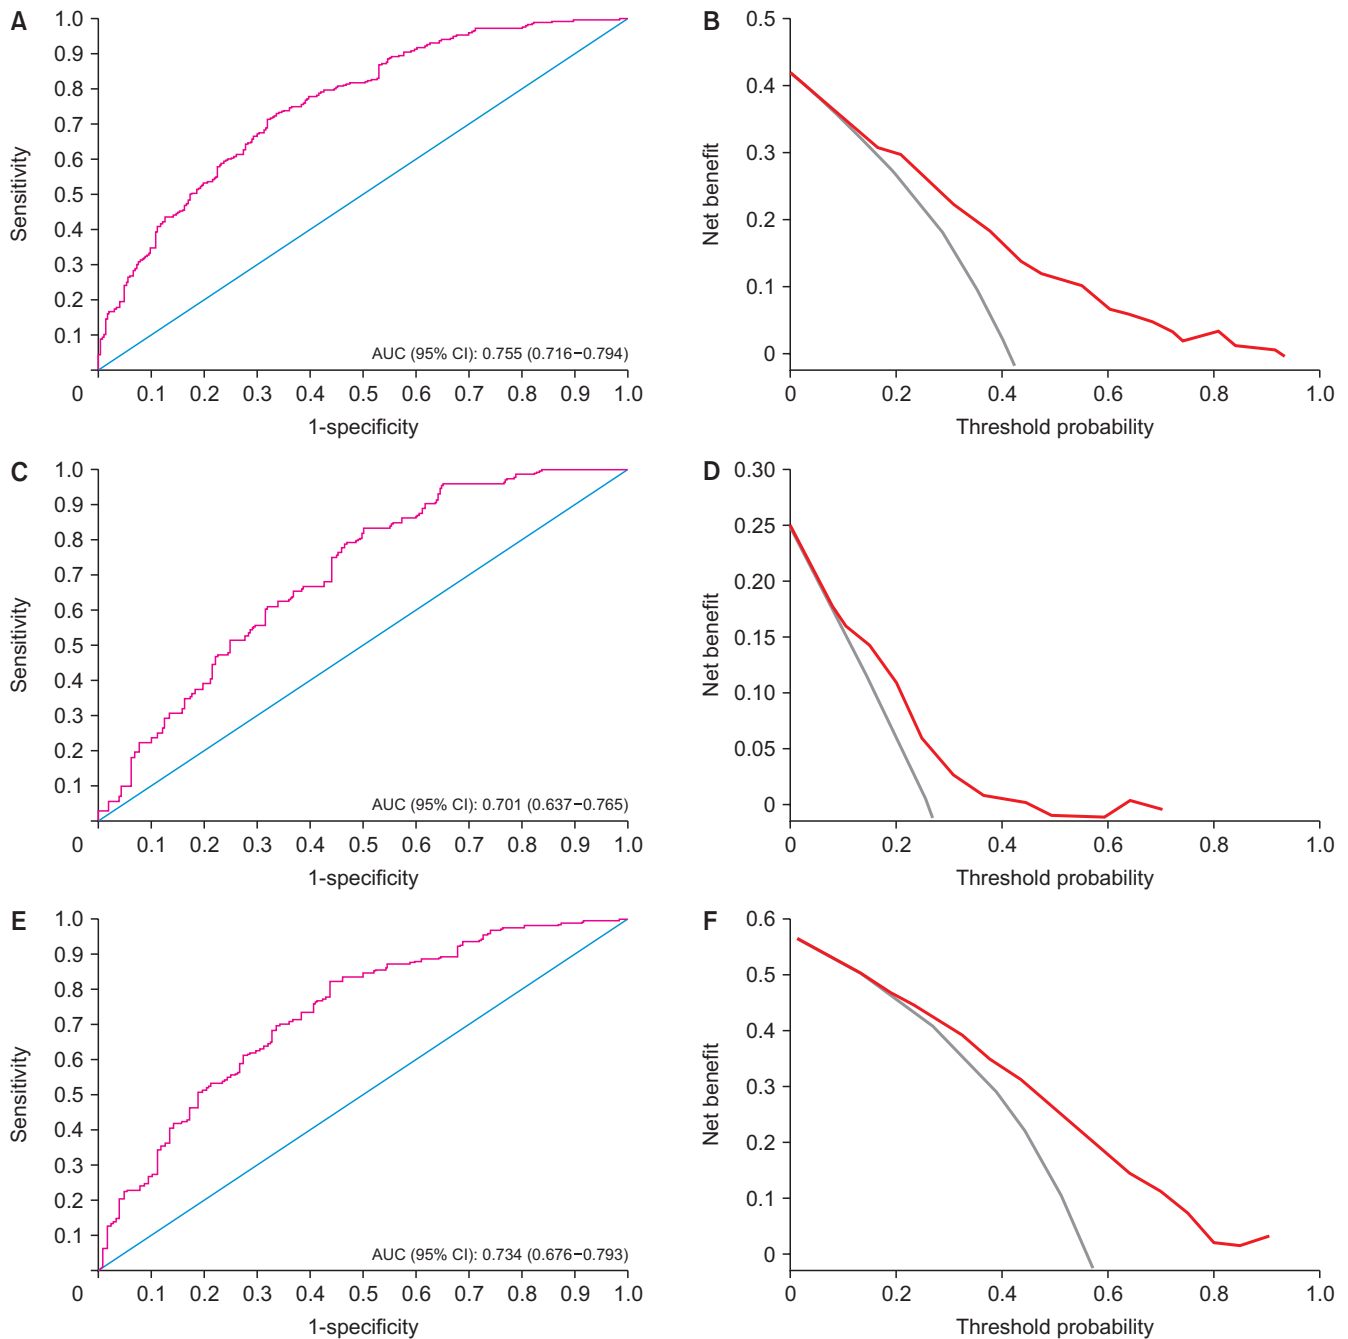 A
1.0
0.9
0.8
0.7
0.6
0.5
0.4
0.3
0.2
0.1
Sensitivity
AUC (95% CI): 0.755 (0.716−0.794)
0 0.1 0.2 0.3 0.4 0.5 0.6 0.7 0.8 0.9 1.0
1-specificity
B
0.5
0.4
0.3
0.2
0.1
0
Net benefit
0 0.2 0.4 0.6 0.8 1.0
Threshold probability
C
1.0
0.9
0.8
0.7
0.6
0.5
0.4
0.3
0.2
0.1
Sensitivity
AUC (95% CI): 0.701 (0.637−0.765)
0 0.1 0.2 0.3 0.4 0.5 0.6 0.7 0.8 0.9 1.0
1-specificity
D
0.30
0.25
0.20
0.15
0.10
0.05
0
Net benefit
0 0.2 0.4 0.6 0.8 1.0
Threshold probability
E
1.0
0.9
0.8
0.7
0.6
0.5
0.4
0.3
0.2
0.1
Sensitivity
AUC (95% CI): 0.734 (0.676−0.793)
0 0.1 0.2 0.3 0.4 0.5 0.6 0.7 0.8 0.9 1.0
1-specificity
F
0.6
0.5
0.4
0.3
0.2
0.1
0
Net benefit
0 0.2 0.4 0.6 0.8 1.0
Threshold probability